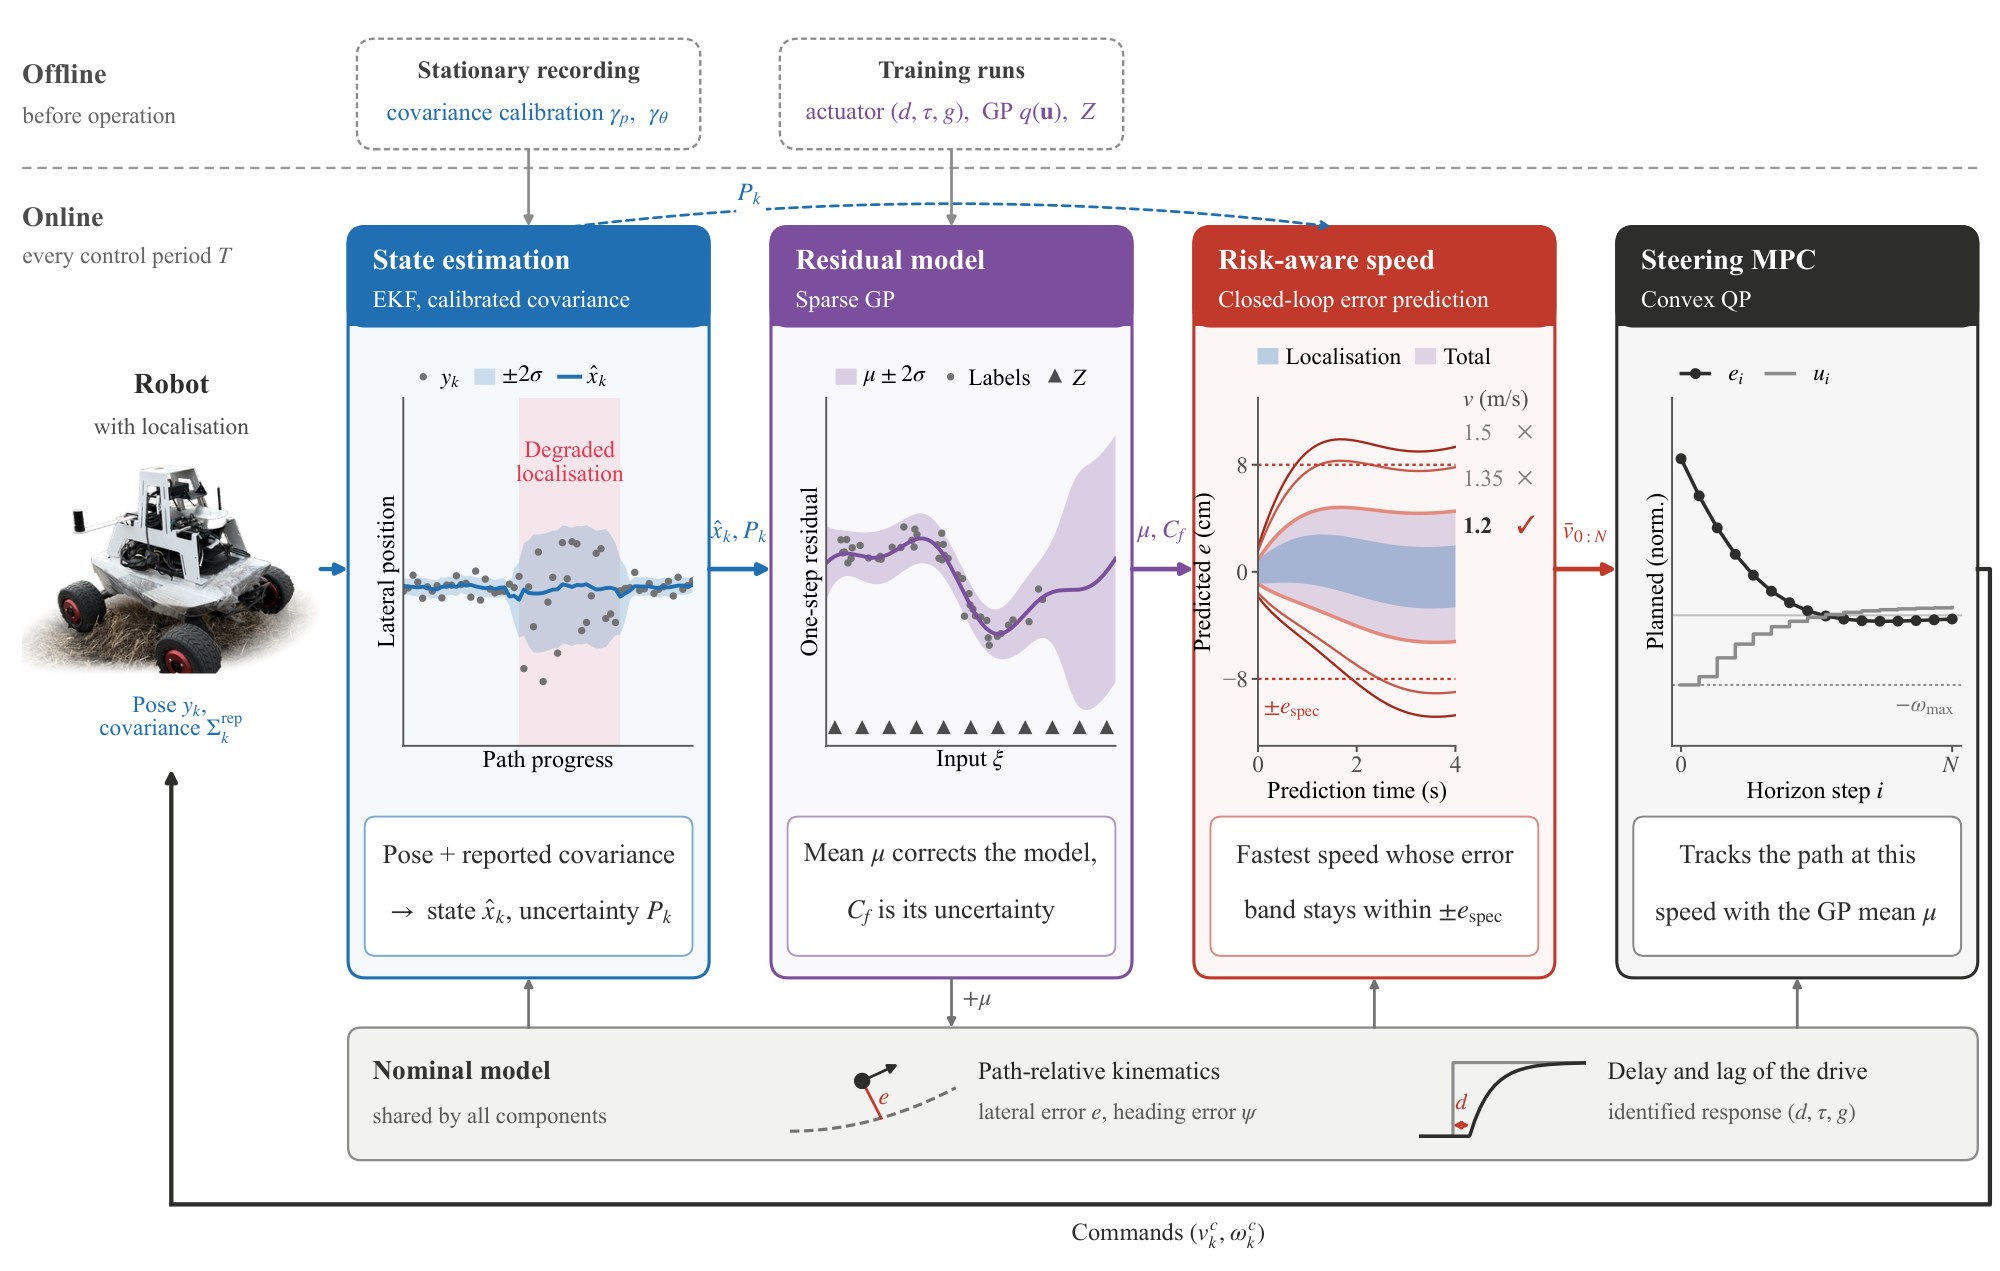 Offline
before operation
Stationary recording
covariance calibration γp, γθ
Training runs
actuator (d, τ, g), GP q(u), Z
Online
every control period T
Pk
State estimation
EKF, calibrated covariance
Residual model
Sparse GP
Risk-aware speed
Closed-loop error prediction
Steering MPC
Convex QP
Robot
with localisation
Pose yk,
covariance Σk^rep
yk ±2σ x̂k
Degraded
localisation
Lateral position
Path progress
x̂k, Pk
μ ± 2σ Labels Z
One-step residual
Input ξ
μ, Cf
Localisation Total
v (m/s)
1.5 ×
1.35 ×
1.2 ✓
8
0
−8
Predicted e (cm)
±espec
0 2 4
Prediction time (s)
v̄0:N
ei ui
Planned (norm.)
−ωmax
0 N
Horizon step i
Pose + reported covariance
→ state x̂k, uncertainty Pk
Mean μ corrects the model,
Cf is its uncertainty
Fastest speed whose error
band stays within ±espec
Tracks the path at this
speed with the GP mean μ
+μ
Nominal model
shared by all components
e
Path-relative kinematics
lateral error e, heading error ψ
d
Delay and lag of the drive
identified response (d, τ, g)
Commands (vk^c, ωk^c)